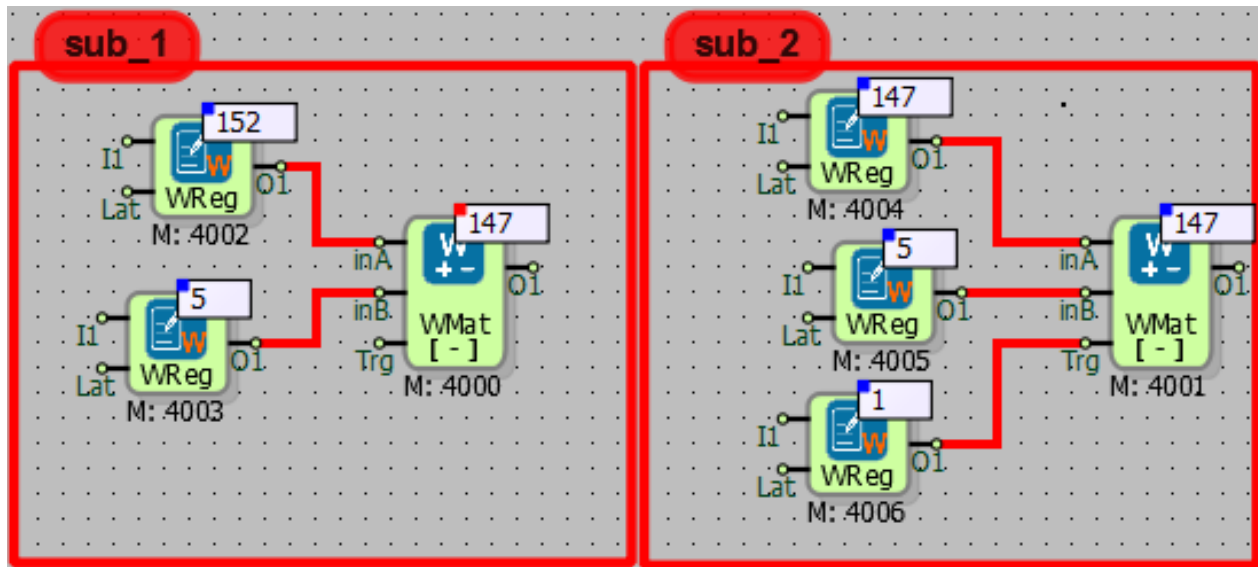 sub_1
152
I1
O1
Lat
WReg
M: 4002
5
I1
O1
Lat
WReg
M: 4003
147
W
+ -
inA
O1
inB
WMat
Trg
[ - ]
M: 4000
sub_2
147
I1
O1
Lat
WReg
M: 4004
5
I1
O1
Lat
WReg
M: 4005
1
I1
O1
Lat
WReg
M: 4006
147
W
+ -
inA
O1
inB
WMat
Trg
[ - ]
M: 4001